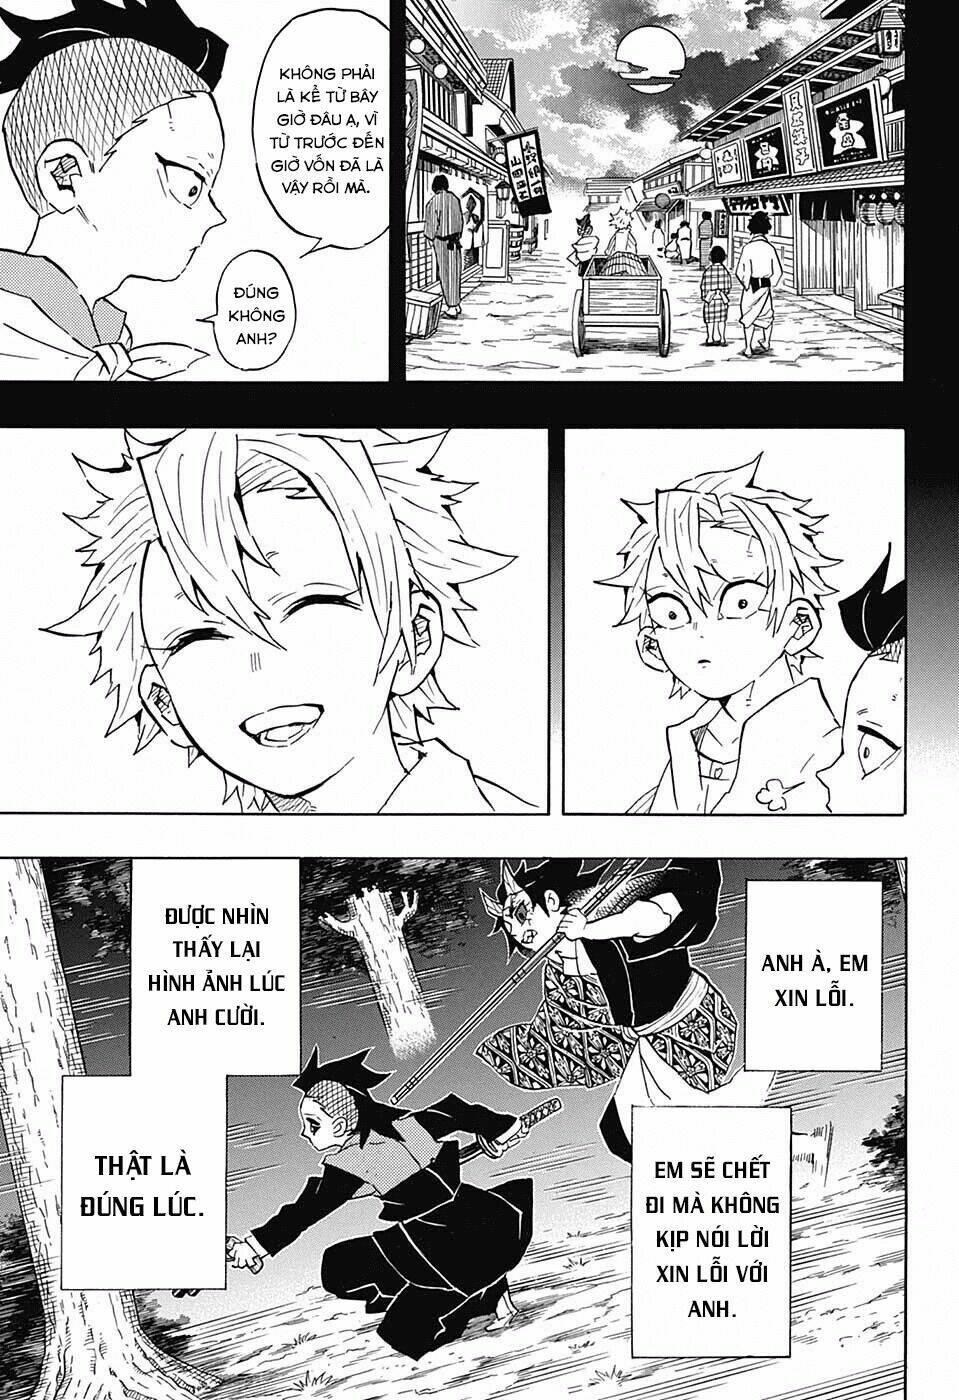 山田
KHÔNG PHẢI
LÀ KỂ TỪ BÂY
GIỜ ĐÂU Ạ, VÌ
TỪ TRƯỚC ĐẾN
GIỜ VỐN ĐÃ LÀ
VẬY RỒI MÀ.
ĐÚNG
KHÔNG
ANH?
ANH À, EM
XIN LỖI.
EM SẼ CHẾT
ĐI MÀ KHÔNG
KỊP NÓI LỜI
XIN LỖI VỚI
ANH.
ĐƯỢC NHÌN
THẤY LẠI
HÌNH ẢNH LÚC
ANH CƯỜI.
THẬT LÀ
ĐÚNG LÚC.